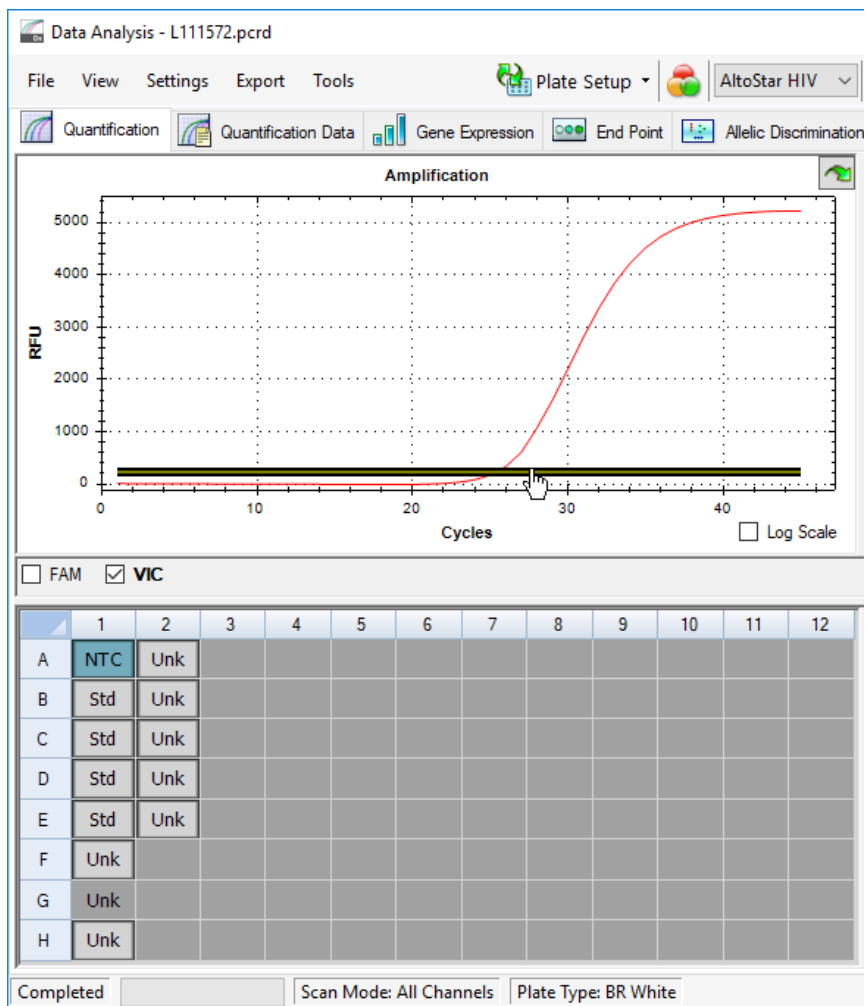 Data Analysis - L111572.pcrd
File View Settings Export Tools Plate Setup AltoStar HIV
Quantification Quantification Data Gene Expression End Point Allelic Discrimination
Amplification
5000
4000
3000
2000
1000
0
RFU
0 10 20 30 40
Cycles
Log Scale
FAM VIC
1 2 3 4 5 6 7 8 9 10 11 12
A NTC Unk
B Std Unk
C Std Unk
D Std Unk
E Std Unk
F Unk
G Unk
H Unk
Completed Scan Mode: All Channels Plate Type: BR White